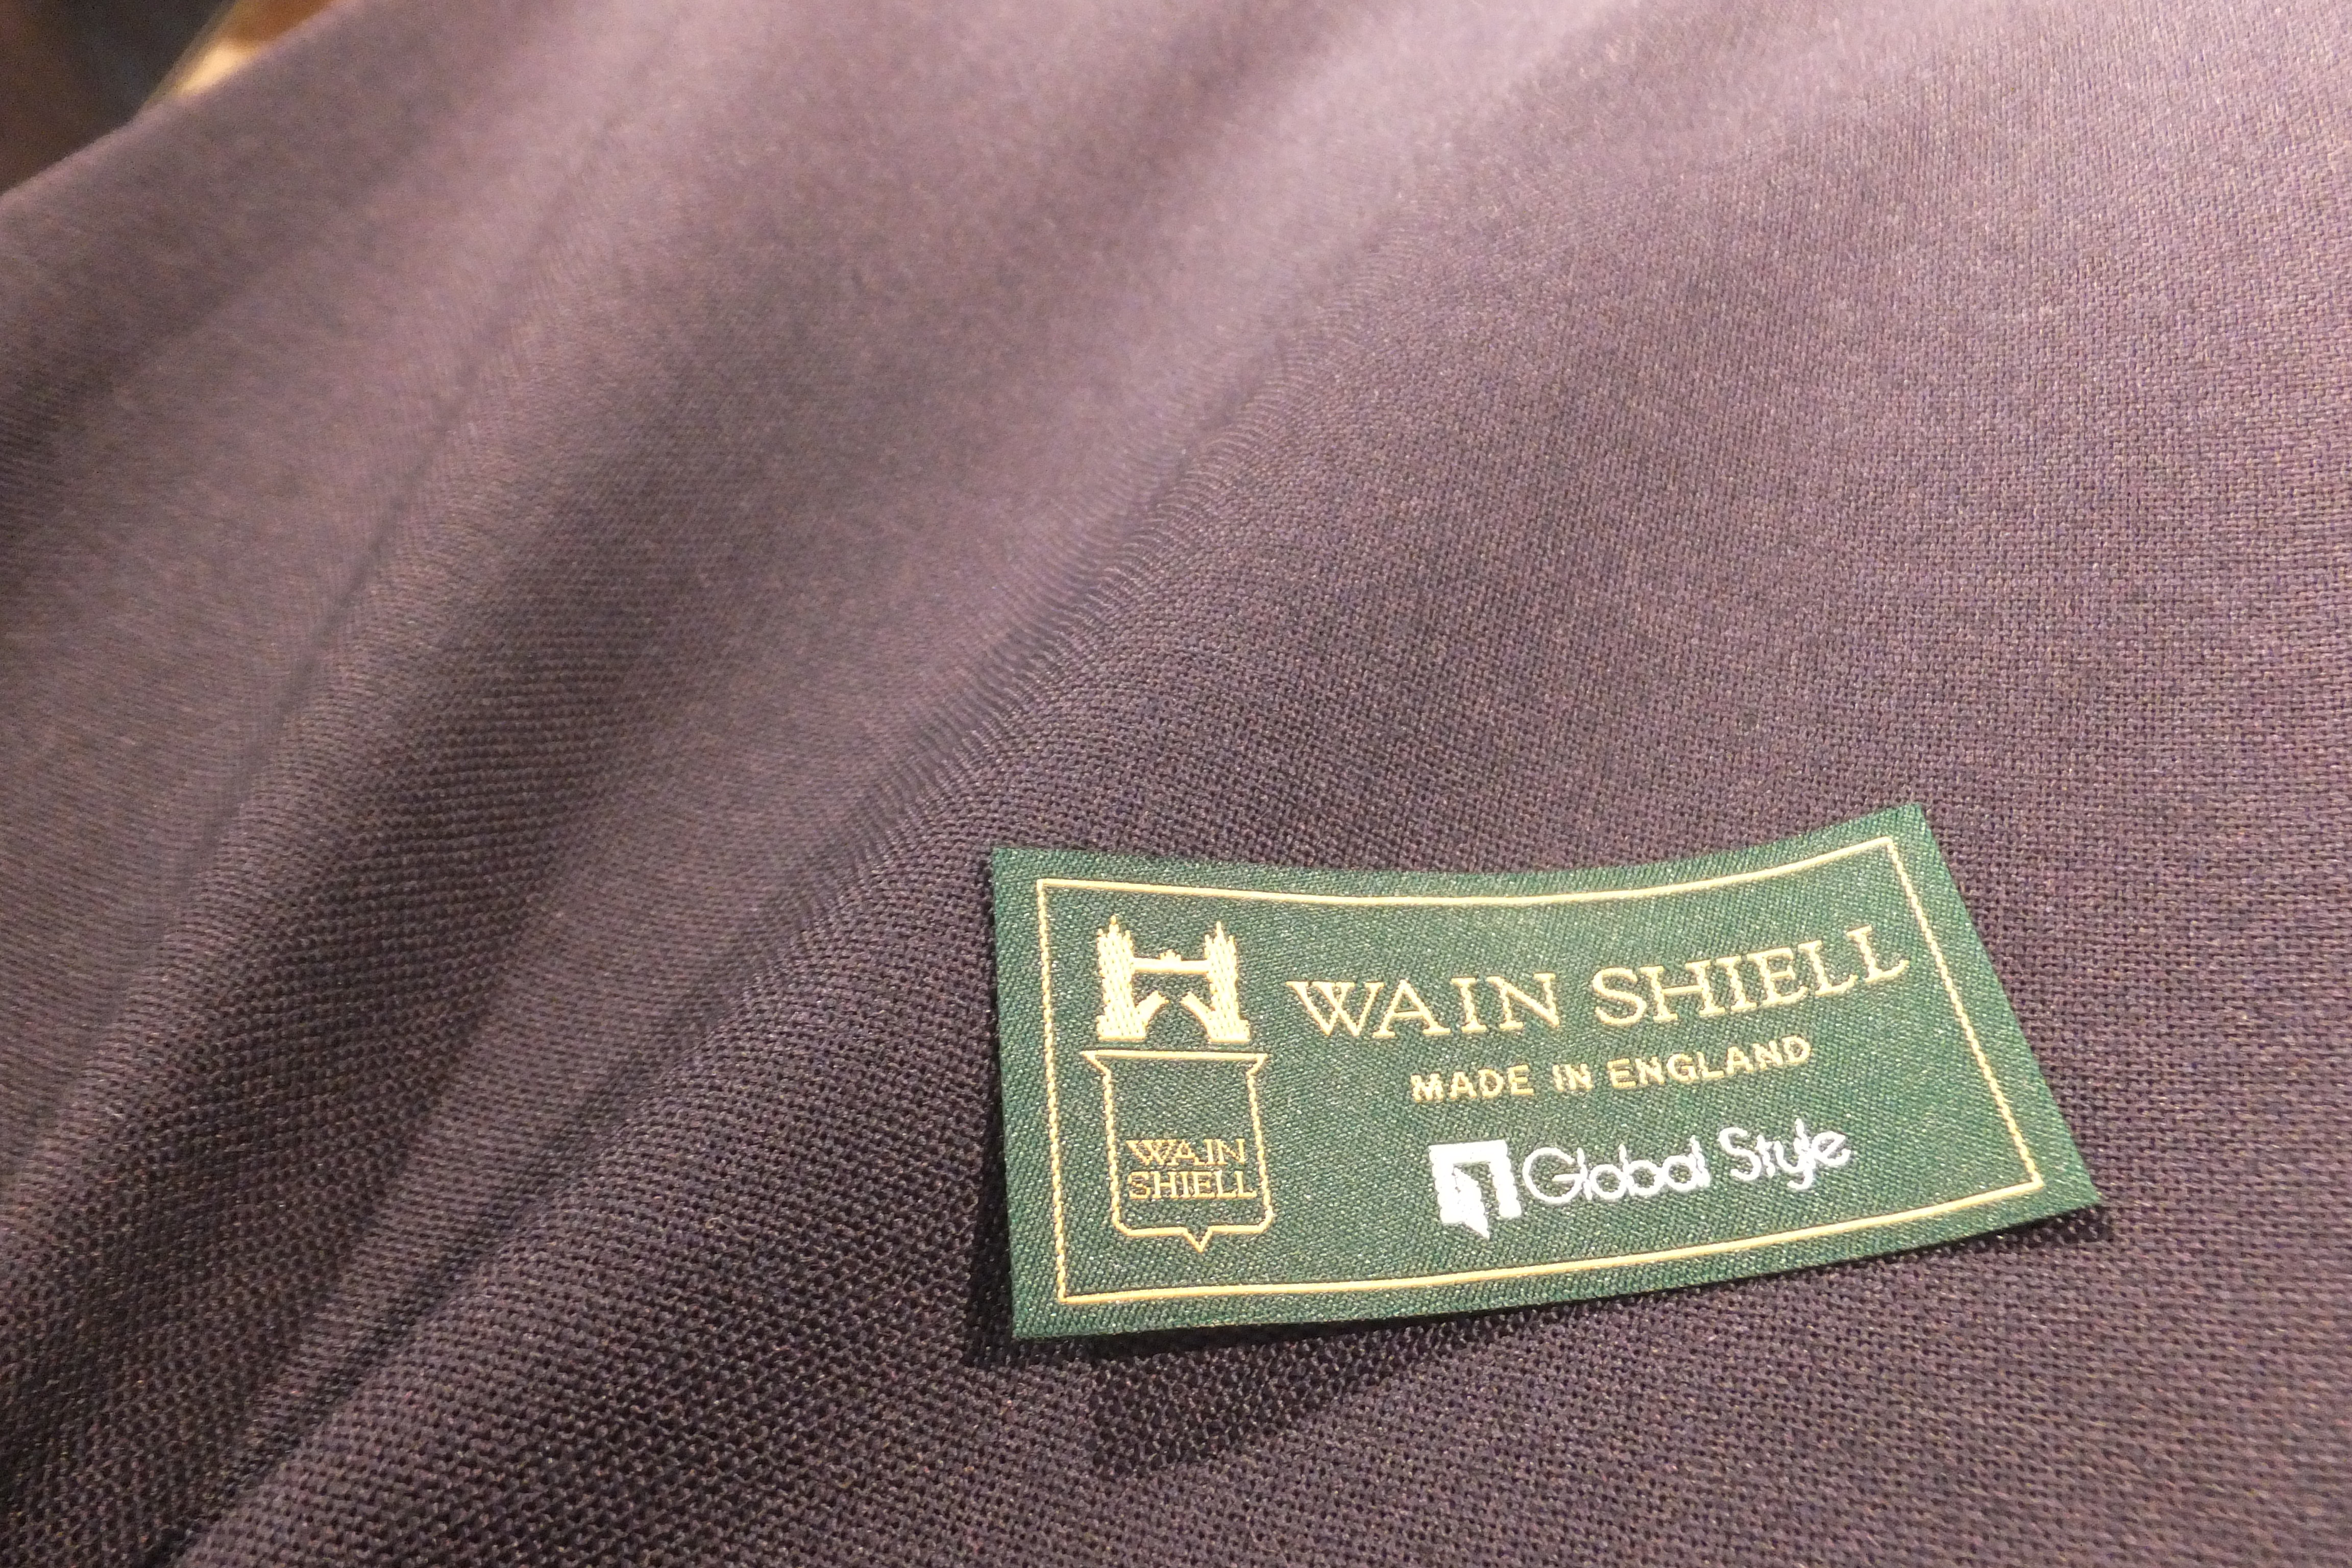 WAIN SHIELL
MADE IN ENGLAND
Global Style
WAIN
SHIELL